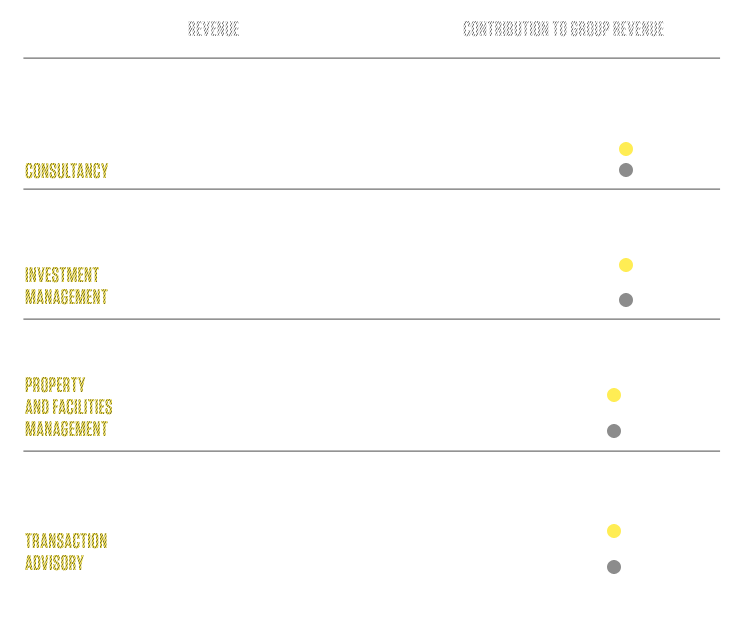 REVENUE
CONTRIBUTION TO GROUP REVENUE
CONSULTANCY
INVESTMENT
MANAGEMENT
PROPERTY
AND FACILITIES
MANAGEMENT
TRANSACTION
ADVISORY